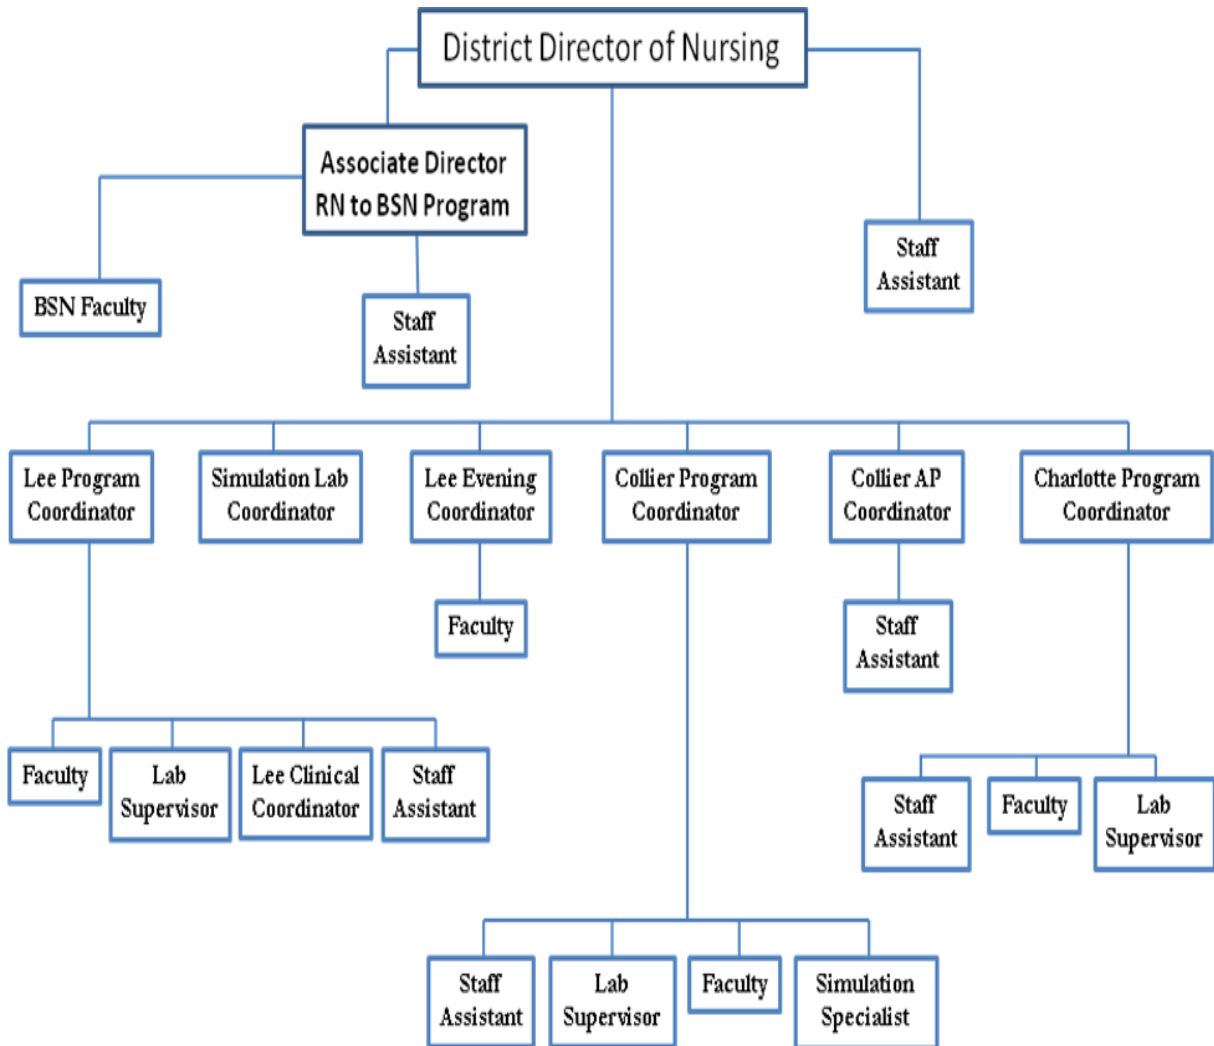 District Director of Nursing
Associate Director
RN to BSN Program
Staff
Assistant
BSN Faculty
Staff
Assistant
Lee Program
Coordinator
Simulation Lab
Coordinator
Lee Evening
Coordinator
Collier Program
Coordinator
Collier AP
Coordinator
Charlotte Program
Coordinator
Faculty
Staff
Assistant
Faculty
Lab
Supervisor
Lee Clinical
Coordinator
Staff
Assistant
Staff
Assistant
Faculty
Lab
Supervisor
Staff
Assistant
Lab
Supervisor
Faculty
Simulation
Specialist